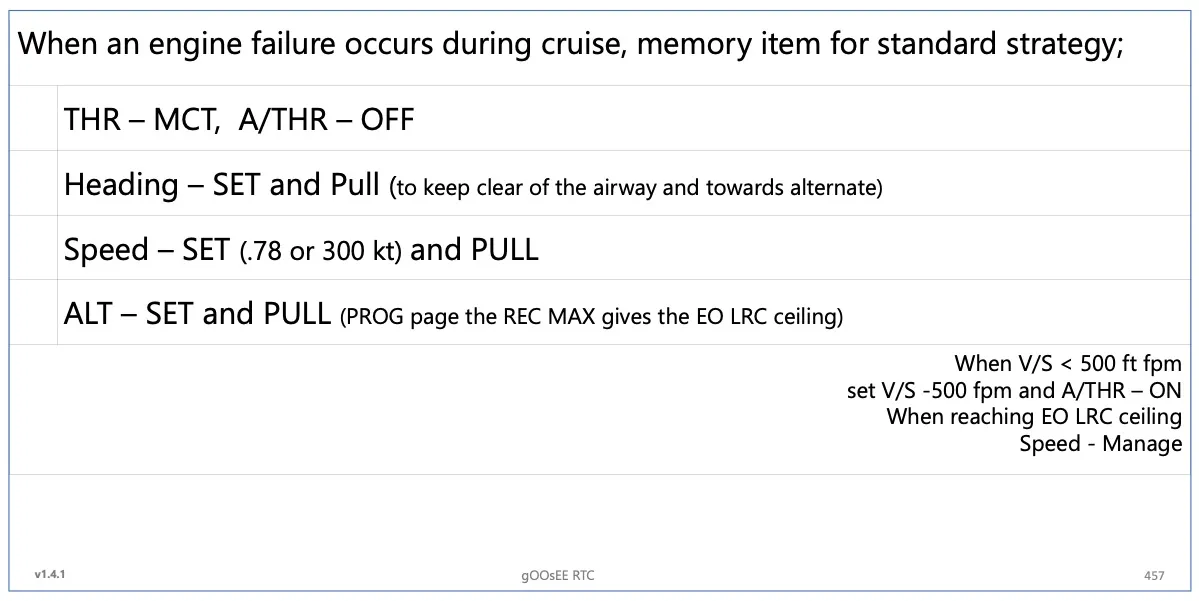 When an engine failure occurs during cruise, memory item for standard strategy;
THR – MCT,  A/THR – OFF
Heading – SET and Pull (to keep clear of the airway and towards alternate)
Speed – SET (.78 or 300 kt) and PULL
ALT – SET and PULL (PROG page the REC MAX gives the EO LRC ceiling)
When V/S < 500 ft fpm
set V/S -500 fpm and A/THR – ON
When reaching EO LRC ceiling
Speed - Manage
v1.4.1
gOOsEE RTC
457